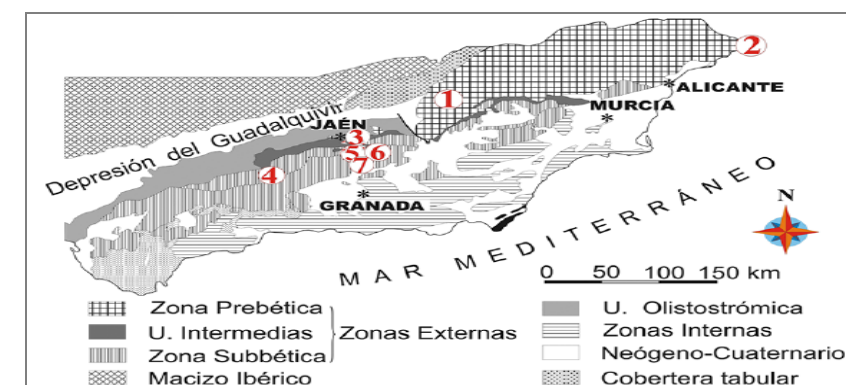 2
ALICANTE
1
MURCIA
Depresión del Guadalquivir
JAÉN
3
5 6
7
4
GRANADA
MAR MEDITERRÁNEO
N
0 50 100 150 km
Zona Prebética
U. Intermedias
Zona Subbética
Zonas Externas
Macizo Ibérico
U. Olistostrómica
Zonas Internas
Neógeno-Cuaternario
Cobertera tabular